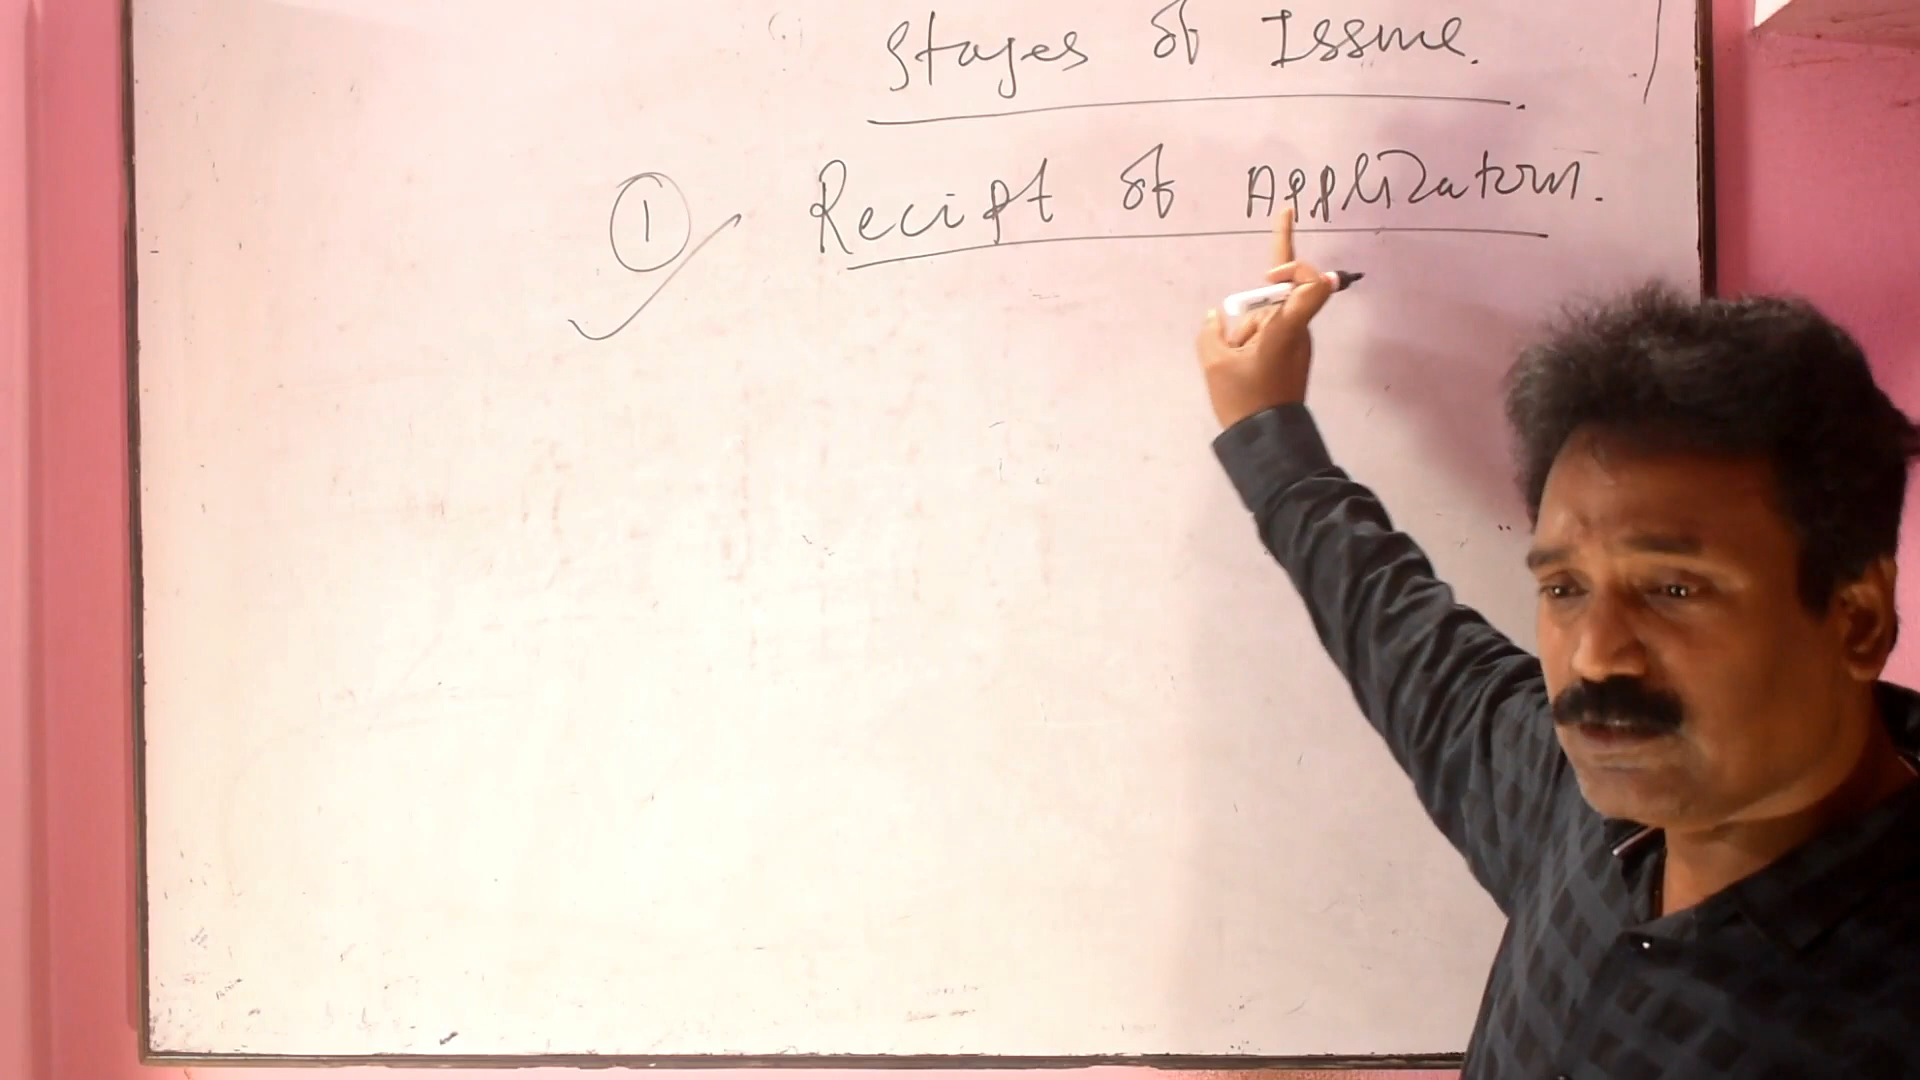 Stages of Issue.
① Recipt of Application.